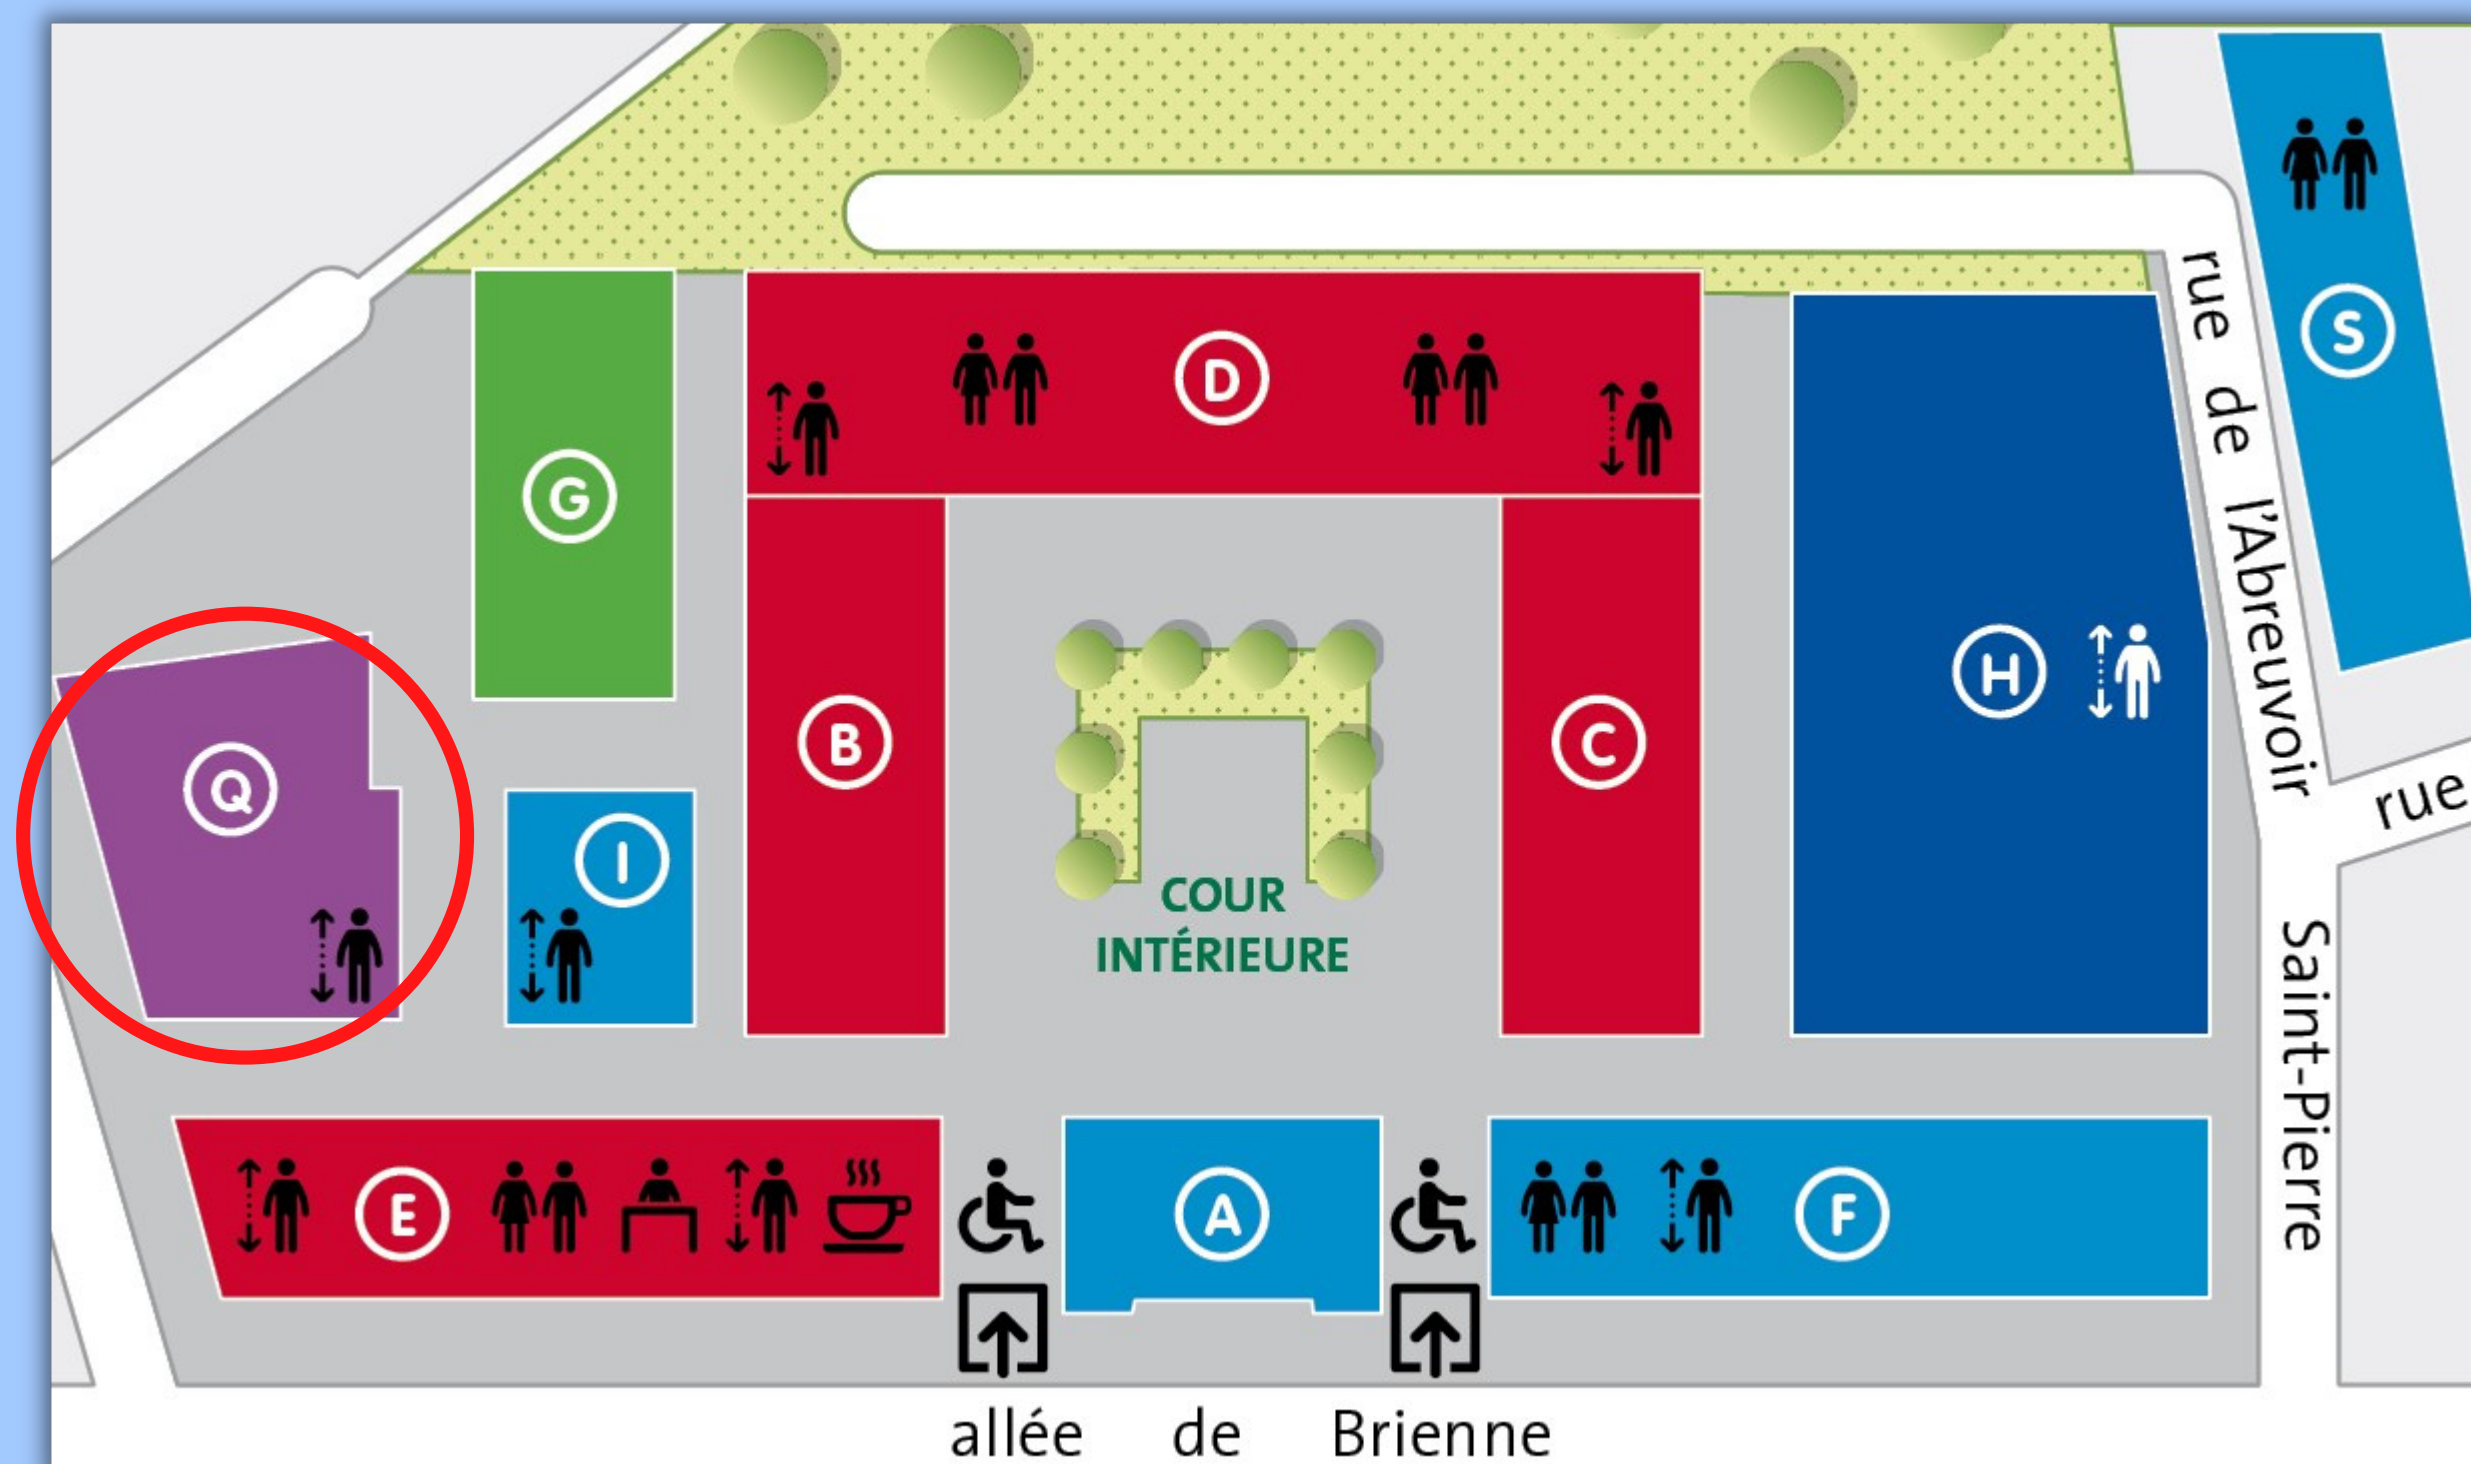 S
D
G
H
B
C
Q
I
COUR
INTÉRIEURE
E
A
F
rue de l'Abreuvoir
rue
Saint-Pierre
allée de Brienne